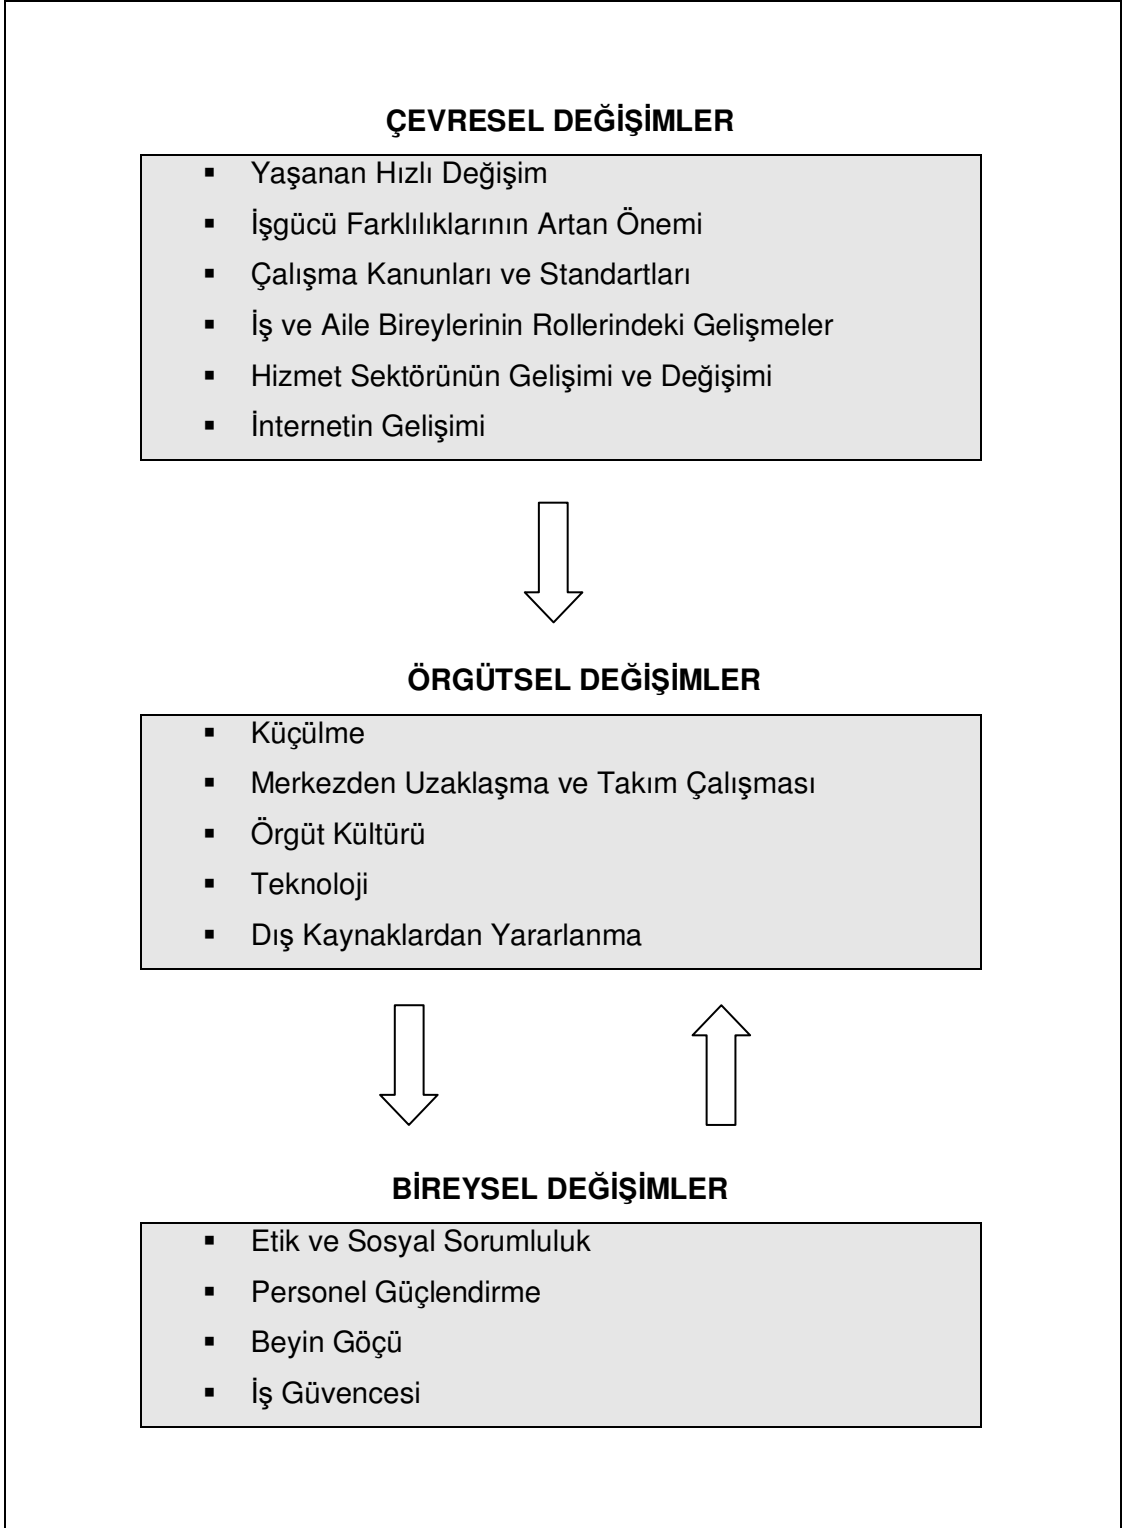 ÇEVRESEL DEĞİŞİMLER
▪ Yaşanan Hızlı Değişim
▪ İşgücü Farklılıklarının Artan Önemi
▪ Çalışma Kanunları ve Standartları
▪ İş ve Aile Bireylerinin Rollerindeki Gelişmeler
▪ Hizmet Sektörünün Gelişimi ve Değişimi
▪ İnternetin Gelişimi
ÖRGÜTSEL DEĞİŞİMLER
▪ Küçülme
▪ Merkezden Uzaklaşma ve Takım Çalışması
▪ Örgüt Kültürü
▪ Teknoloji
▪ Dış Kaynaklardan Yararlanma
BİREYSEL DEĞİŞİMLER
▪ Etik ve Sosyal Sorumluluk
▪ Personel Güçlendirme
▪ Beyin Göçü
▪ İş Güvencesi